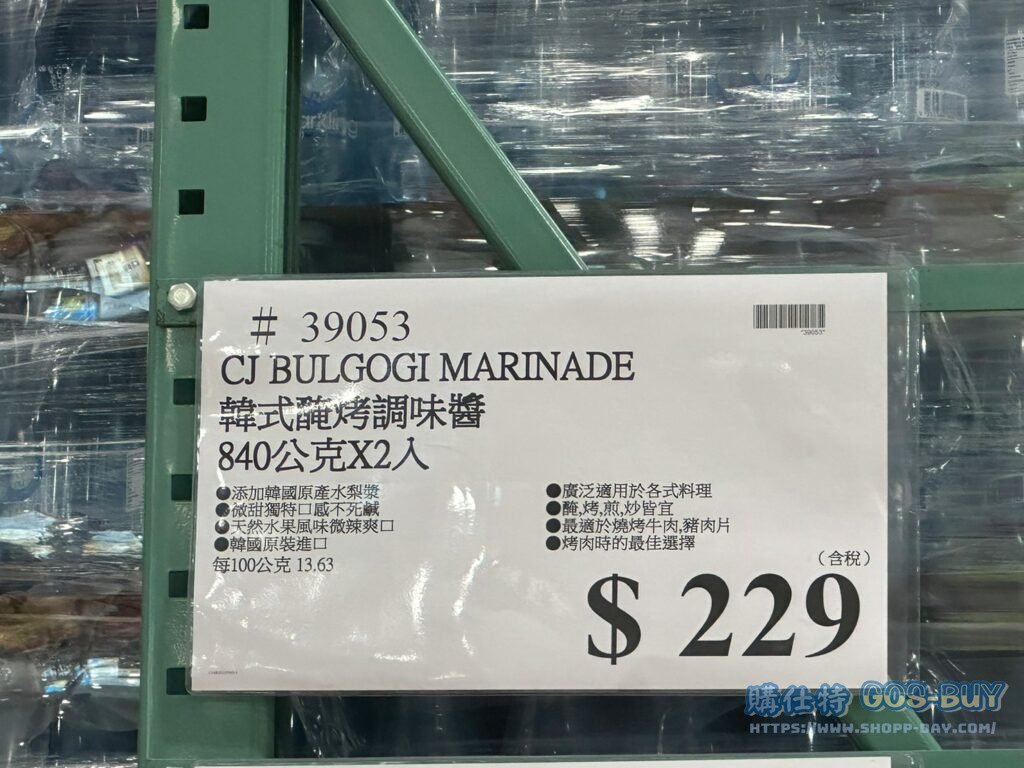 # 39053
"39053"
CJ BULGOGI MARINADE
韓式醃烤調味醬
840公克X2入
●添加韓國原產水梨漿
●微甜獨特口感不死鹹
●天然水果風味微辣爽口
●韓國原裝進口
每100公克 13.63
●廣泛適用於各式料理
●醃,烤,煎,炒皆宜
●最適於燒烤牛肉,豬肉片
●烤肉時的最佳選擇
(含稅)
$ 229
購仕特 GOS-BUY
HTTPS://WWW.SHOPP-DAY.COM/